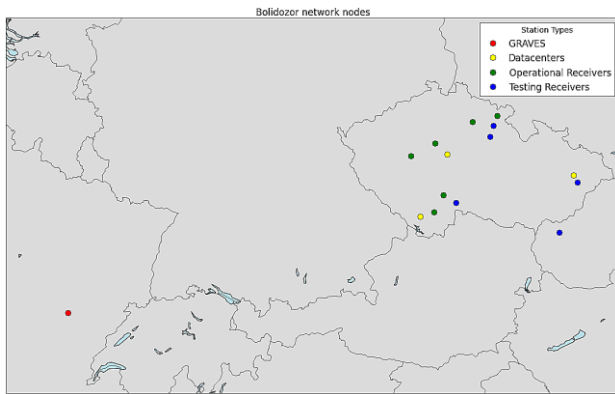 Bolidozor network nodes
Station Types
GRAVES
Datacenters
Operational Receivers
Testing Receivers